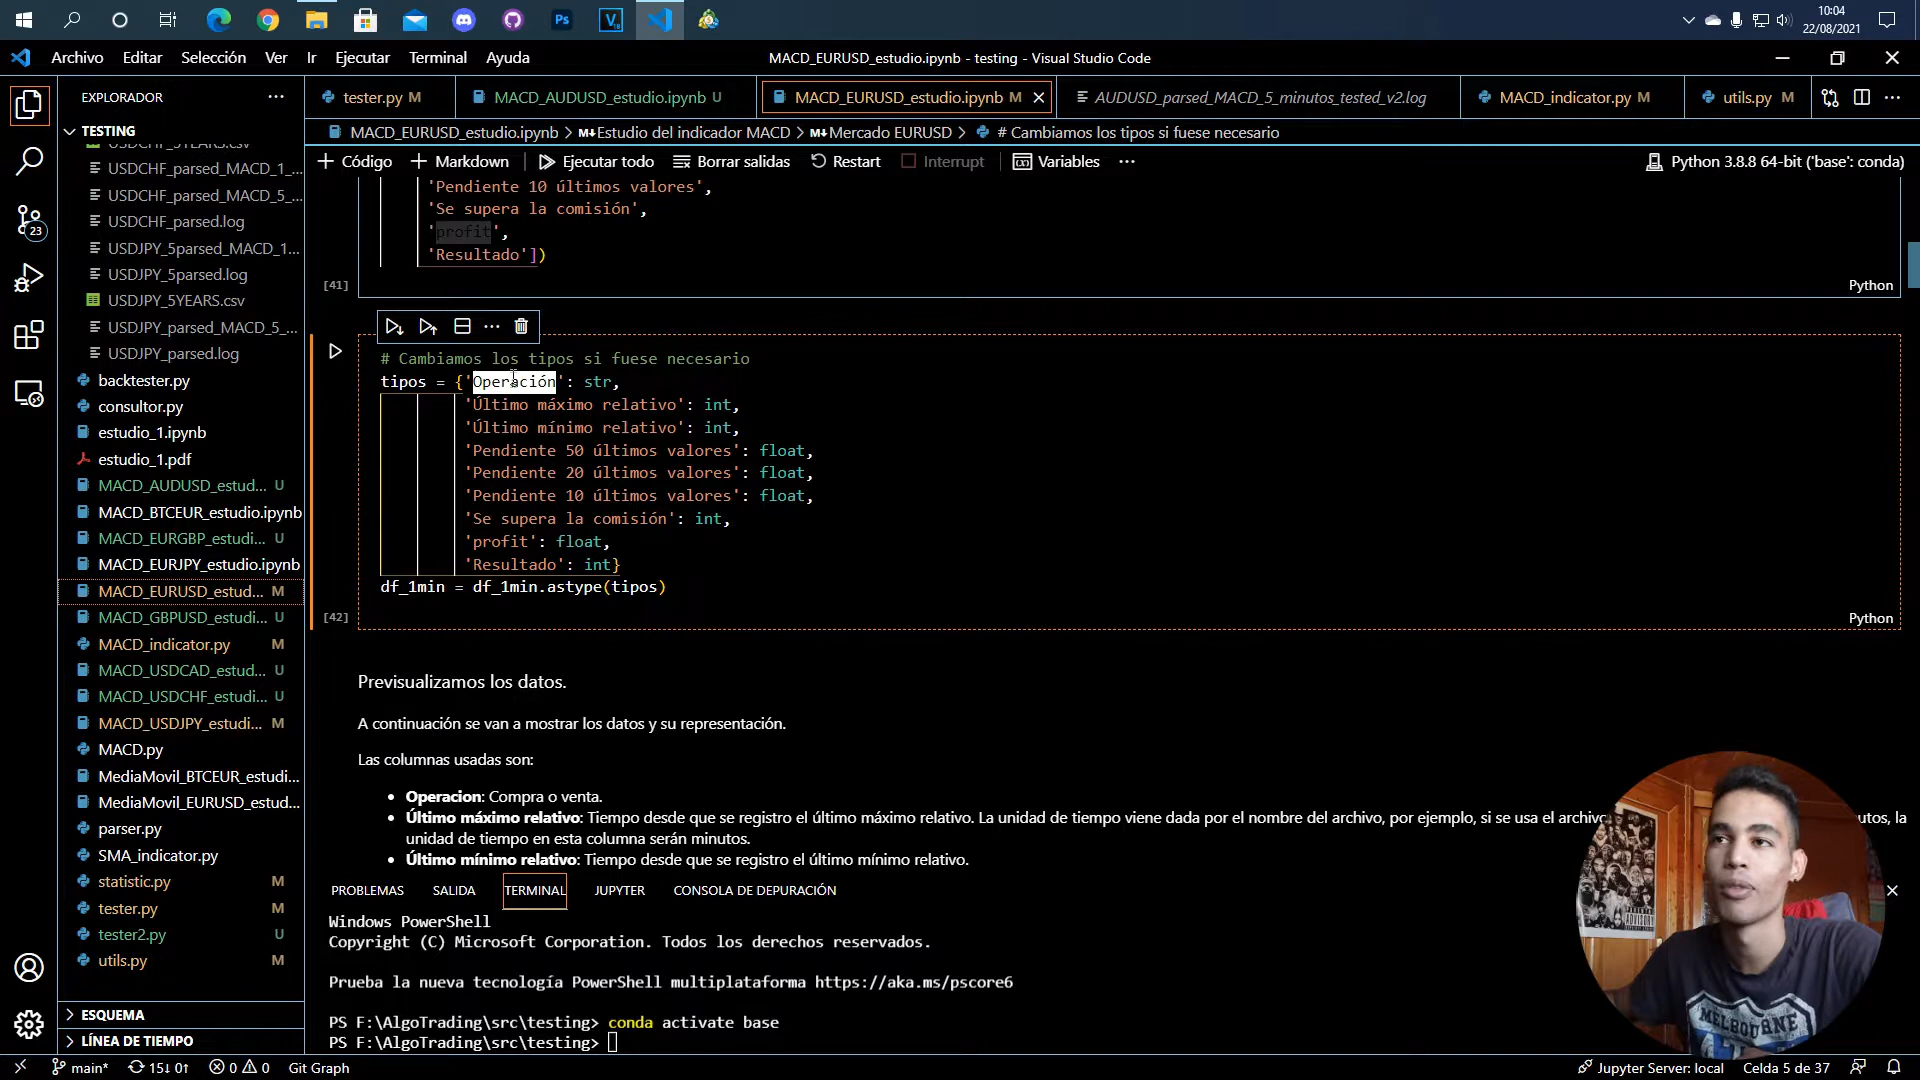 10:04
22/08/2021
Archivo Editar Selección Ver Ir Ejecutar Terminal Ayuda
MACD_EURUSD_estudio.ipynb - testing - Visual Studio Code
EXPLORADOR
tester.py M
MACD_AUDUSD_estudio.ipynb U
MACD_EURUSD_estudio.ipynb M
AUDUSD_parsed_MACD_5_minutos_tested_v2.log
MACD_indicator.py M
utils.py M
MACD_EURUSD_estudio.ipynb > M↓Estudio del indicador MACD > M↓Mercado EURUSD > # Cambiamos los tipos si fuese necesario
Código Markdown Ejecutar todo Borrar salidas Restart Interrupt Variables
Python 3.8.8 64-bit ('base': conda)
TESTING
USDCHF_5YEARS.csv
USDCHF_parsed_MACD_1_...
USDCHF_parsed_MACD_5_...
USDCHF_parsed.log
USDJPY_5parsed_MACD_1...
USDJPY_5parsed.log
USDJPY_5YEARS.csv
USDJPY_parsed_MACD_5_...
USDJPY_parsed.log
backtester.py
consultor.py
estudio_1.ipynb
estudio_1.pdf
MACD_AUDUSD_estud... U
MACD_BTCEUR_estudio.ipynb
MACD_EURGBP_estudi... U
MACD_EURJPY_estudio.ipynb
MACD_EURUSD_estud... M
MACD_GBPUSD_estudi... U
MACD_indicator.py M
MACD_USDCAD_estud... U
MACD_USDCHF_estudi... U
MACD_USDJPY_estudi... M
MACD.py
MediaMovil_BTCEUR_estudi...
MediaMovil_EURUSD_estud...
parser.py
SMA_indicator.py
statistic.py M
tester.py M
tester2.py U
utils.py M
ESQUEMA
LÍNEA DE TIEMPO
23
'Pendiente 10 últimos valores',
'Se supera la comisión',
'profit',
'Resultado'])
[41]
Python
# Cambiamos los tipos si fuese necesario
tipos = {'Operación': str,
'Último máximo relativo': int,
'Último mínimo relativo': int,
'Pendiente 50 últimos valores': float,
'Pendiente 20 últimos valores': float,
'Pendiente 10 últimos valores': float,
'Se supera la comisión': int,
'profit': float,
'Resultado': int}
df_1min = df_1min.astype(tipos)
[42]
Python
Previsualizamos los datos.
A continuación se van a mostrar los datos y su representación.
Las columnas usadas son:
• Operacion: Compra o venta.
• Último máximo relativo: Tiempo desde que se registro el último máximo relativo. La unidad de tiempo viene dada por el nombre del archivo, por ejemplo, si se usa el archivo utos, la
unidad de tiempo en esta columna serán minutos.
• Último mínimo relativo: Tiempo desde que se registro el último mínimo relativo.
PROBLEMAS SALIDA TERMINAL JUPYTER CONSOLA DE DEPURACIÓN
Windows PowerShell
Copyright (C) Microsoft Corporation. Todos los derechos reservados.
Prueba la nueva tecnología PowerShell multiplataforma https://aka.ms/pscore6
PS F:\AlgoTrading\src\testing> conda activate base
PS F:\AlgoTrading\src\testing>
MELBOURNE
main* 15↓ 0↑ 0 0 Git Graph
Jupyter Server: local Celda 5 de 37